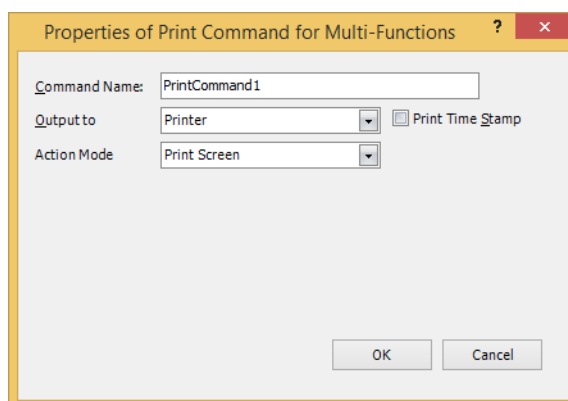 Properties of Print Command for Multi-Functions ? ×
Command Name: PrintCommand1
Output to Printer Print Time Stamp
Action Mode Print Screen
OK Cancel